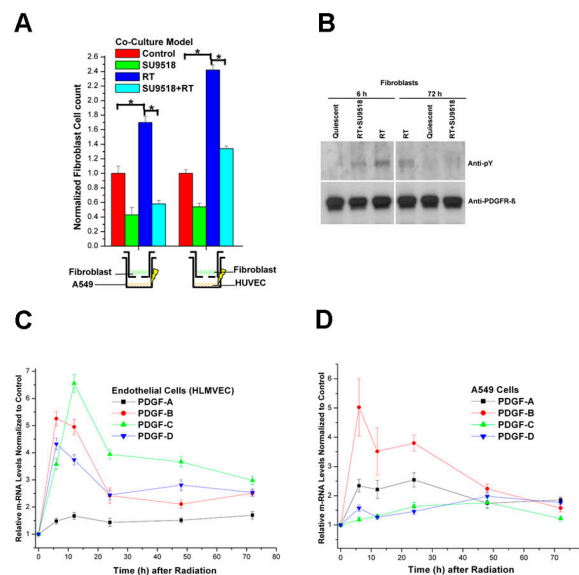 A
Co-Culture Model
Control
SU9518
RT
SU9518+RT
Normalized Fibroblast Cell count
2.6
2.4
2.2
2.0
1.8
1.6
1.4
1.2
1.0
0.8
0.6
0.4
0.2
0.0
* * * *
Fibroblast
A549
Fibroblast
HUVEC
B
Fibroblasts
6 h 72 h
Quiescent RT+SU9518 RT RT Quiescent RT+SU9518
Anti-pY
Anti-PDGFR-ß
C
Endothelial Cells (HLMVEC)
PDGF-A
PDGF-B
PDGF-C
PDGF-D
Relative m-RNA Levels Normalized to Control
7
6
5
4
3
2
1
0 10 20 30 40 50 60 70 80
Time (h) after Radiation
D
A549 Cells
PDGF-A
PDGF-B
PDGF-C
PDGF-D
Relative m-RNA Levels Normalized to Control
6
5
4
3
2
1
0
0 10 20 30 40 50 60 70
Time (h) after Radiation